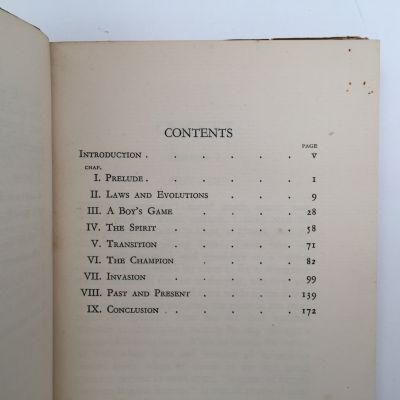 CONTENTS
PAGE
INTRODUCTION . . . . . . V
CHAP.
I. PRELUDE . . . . . . 1
II. LAWS AND EVOLUTIONS . . . . 9
III. A BOY'S GAME . . . . . 28
IV. THE SPIRIT . . . . . 58
V. TRANSITION . . . . . 71
VI. THE CHAMPION . . . . . 82
VII. INVASION . . . . . 99
VIII. PAST AND PRESENT . . . . 139
IX. CONCLUSION . . . . . 172